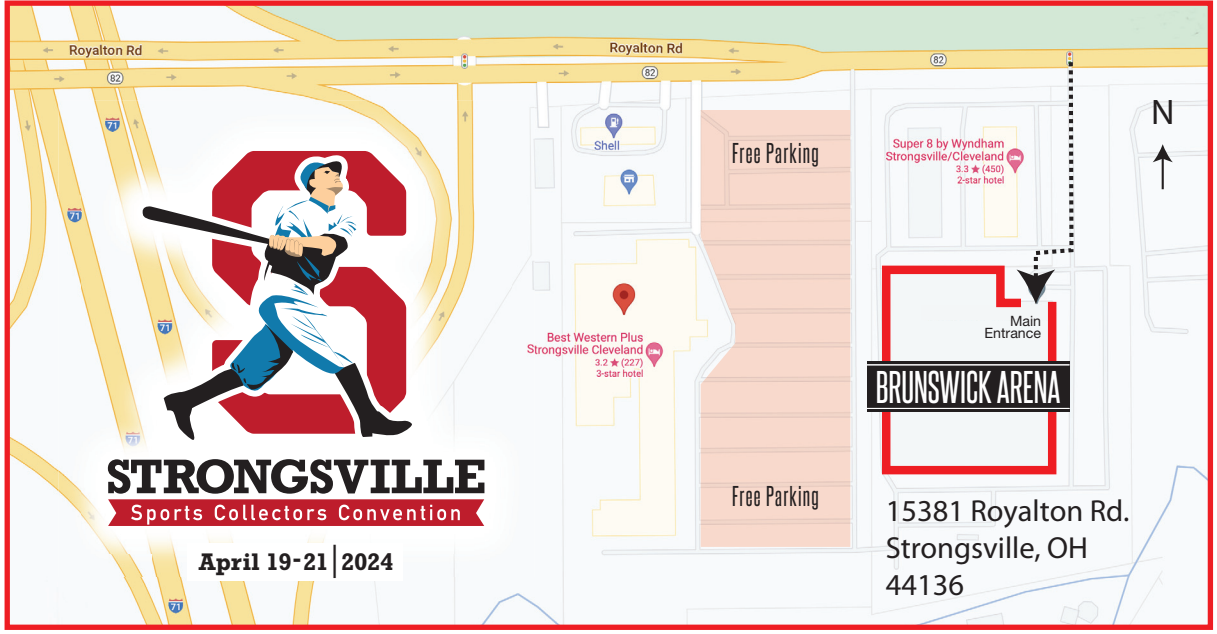 Royalton Rd
Royalton Rd
82
82
82
71
71
71
71
71
Shell
Free Parking
Super 8 by Wyndham
Strongsville/Cleveland
3.3 ★ (450)
2-star hotel
N
Best Western Plus
Strongsville Cleveland
3.2 ★ (227)
3-star hotel
Main
Entrance
BRUNSWICK ARENA
S
STRONGSVILLE
Sports Collectors Convention
April 19-21 | 2024
Free Parking
15381 Royalton Rd.
Strongsville, OH
44136